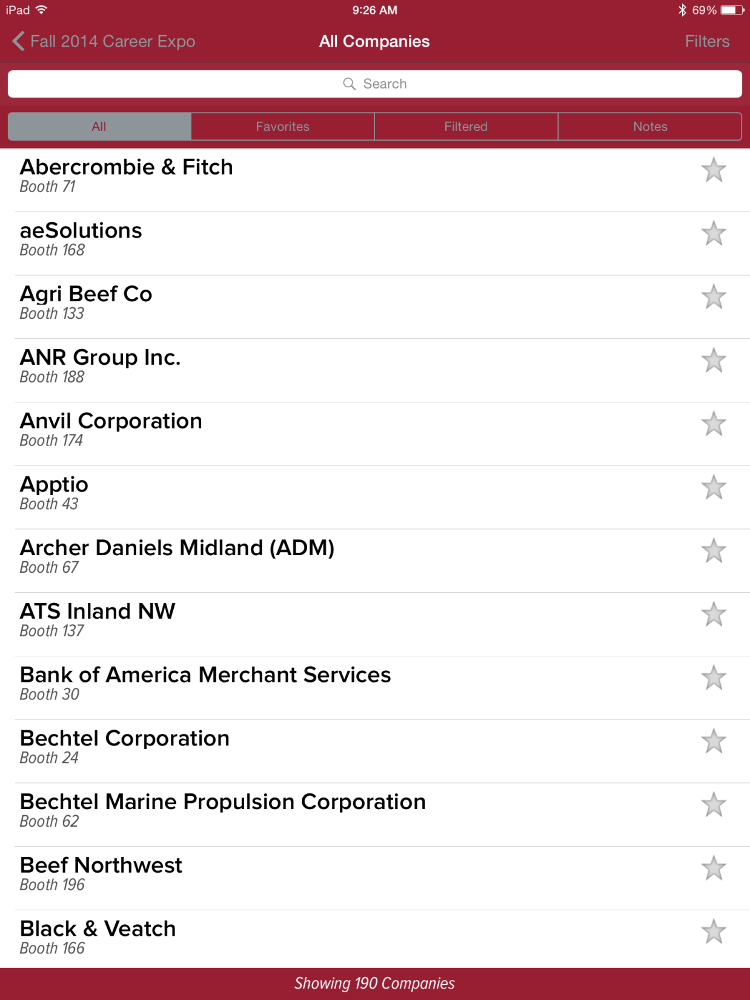 iPad 9:26 AM 69%
Fall 2014 Career Expo All Companies Filters
Search
All Favorites Filtered Notes
Abercrombie & Fitch
Booth 71
aeSolutions
Booth 168
Agri Beef Co
Booth 133
ANR Group Inc.
Booth 188
Anvil Corporation
Booth 174
Apptio
Booth 43
Archer Daniels Midland (ADM)
Booth 67
ATS Inland NW
Booth 137
Bank of America Merchant Services
Booth 30
Bechtel Corporation
Booth 24
Bechtel Marine Propulsion Corporation
Booth 62
Beef Northwest
Booth 196
Black & Veatch
Booth 166
Showing 190 Companies